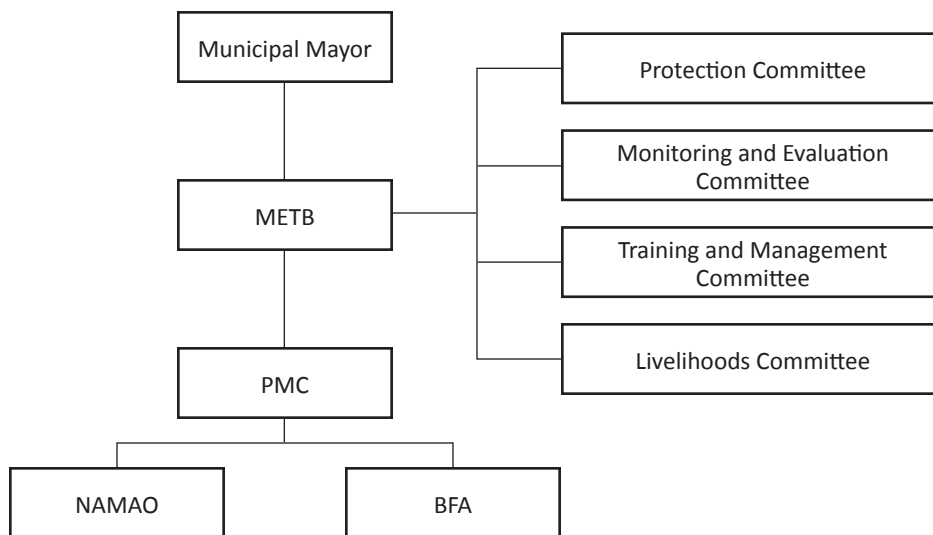 Municipal Mayor
Protection Committee
Monitoring and Evaluation
Committee
METB
Training and Management
Committee
PMC
Livelihoods Committee
NAMAO
BFA